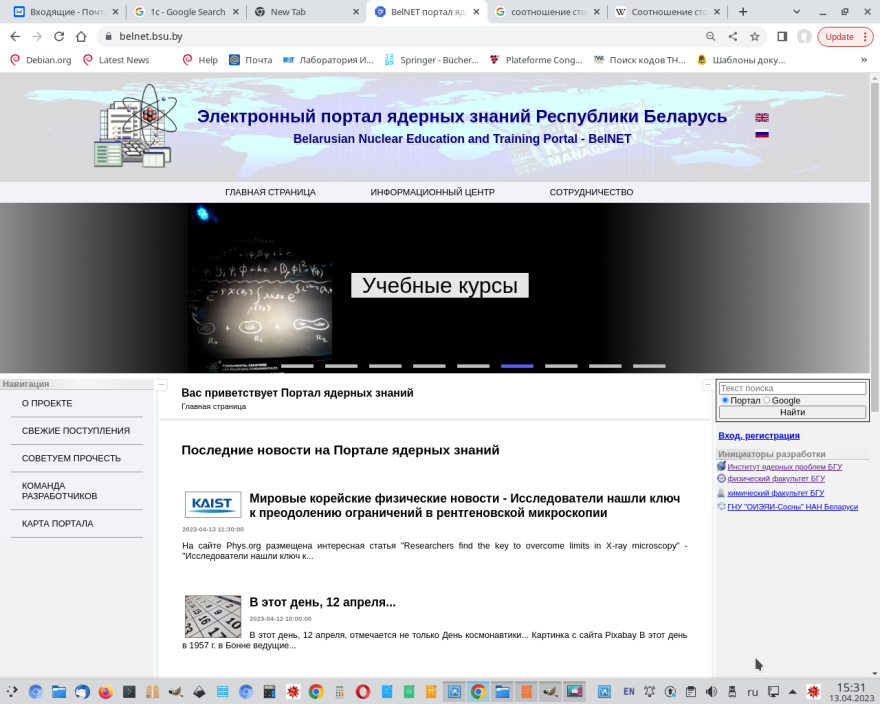 Входящие - Почта
1c - Google Search
New Tab
BelNET портал яд
соотношение сто
Соотношение сто
belnet.bsu.by
Update
Debian.org
Latest News
Help
Почта
Лаборатория И...
Springer - Bücher...
Plateforme Cong...
Поиск кодов ТН...
Шаблоны доку...
»
Электронный портал ядерных знаний Республики Беларусь
Belarusian Nuclear Education and Training Portal - BelNET
ГЛАВНАЯ СТРАНИЦА
ИНФОРМАЦИОННЫЙ ЦЕНТР
СОТРУДНИЧЕСТВО
Учебные курсы
Навигация
О ПРОЕКТЕ
СВЕЖИЕ ПОСТУПЛЕНИЯ
СОВЕТУЕМ ПРОЧЕСТЬ
КОМАНДА
РАЗРАБОТЧИКОВ
КАРТА ПОРТАЛА
Вас приветствует Портал ядерных знаний
Главная страница
Последние новости на Портале ядерных знаний
KAIST
Мировые корейские физические новости - Исследователи нашли ключ
к преодолению ограничений в рентгеновской микроскопии
2023-04-13 11:30:00
На сайте Phys.org размещена интересная статья "Researchers find the key to overcome limits in X-ray microscopy" -
"Исследователи нашли ключ к...
В этот день, 12 апреля...
2023-04-12 10:00:00
В этот день, 12 апреля, отмечается не только День космонавтики... Картинка с сайта Pixabay В этот день
в 1957 г. в Бонне ведущие...
Текст поиска
Портал Google
Найти
Вход, регистрация
Инициаторы разработки
Институт ядерных проблем БГУ
физический факультет БГУ
химический факультет БГУ
ГНУ "ОИЭЯИ-Сосны" НАН Беларуси
EN
ru
15:31
13.04.2023